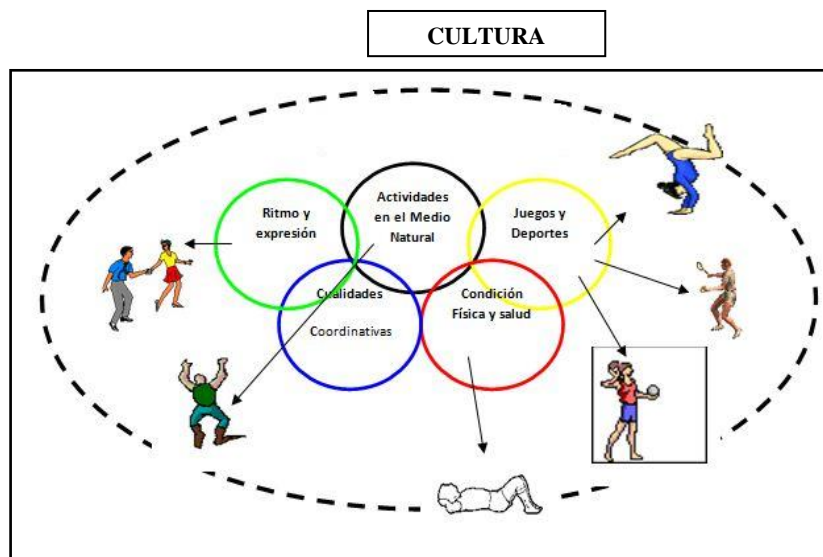 CULTURA
Ritmo y
expresión
Actividades
en el Medio
Natural
Juegos y
Deportes
Cualidades
Coordinativas
Condición
Física y salud